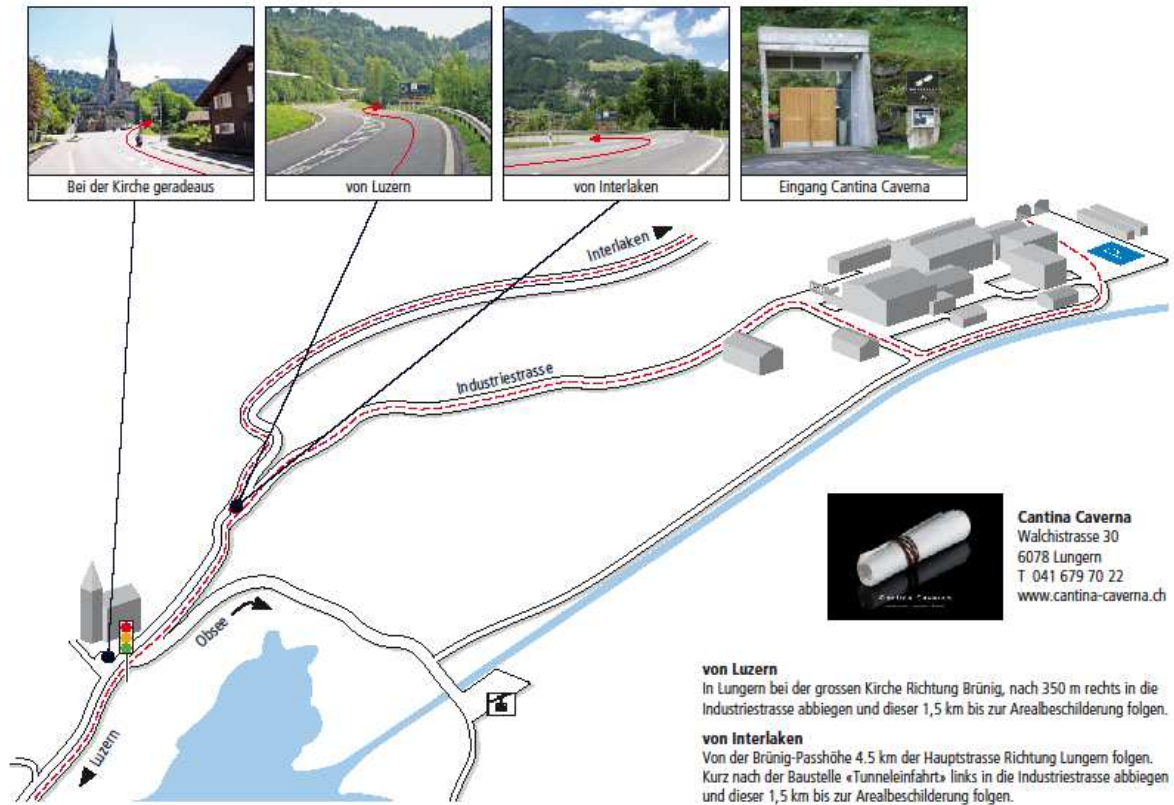 Bei der Kirche geradeaus
von Luzern
von Interlaken
Eingang Cantina Caverna
Interlaken
Industriestrasse
Obsee
Luzern
Cantina Caverna
Cantina Caverna
Walchistrasse 30
6078 Lungern
T 041 679 70 22
www.cantina-caverna.ch
von Luzern
In Lungern bei der grossen Kirche Richtung Brünig, nach 350 m rechts in die
Industriestrasse abbiegen und dieser 1,5 km bis zur Arealbeschilderung folgen.
von Interlaken
Von der Brünig-Passhöhe 4.5 km der Hauptstrasse Richtung Lungern folgen.
Kurz nach der Baustelle «Tunneleinfahrt» links in die Industriestrasse abbiegen
und dieser 1,5 km bis zur Arealbeschilderung folgen.